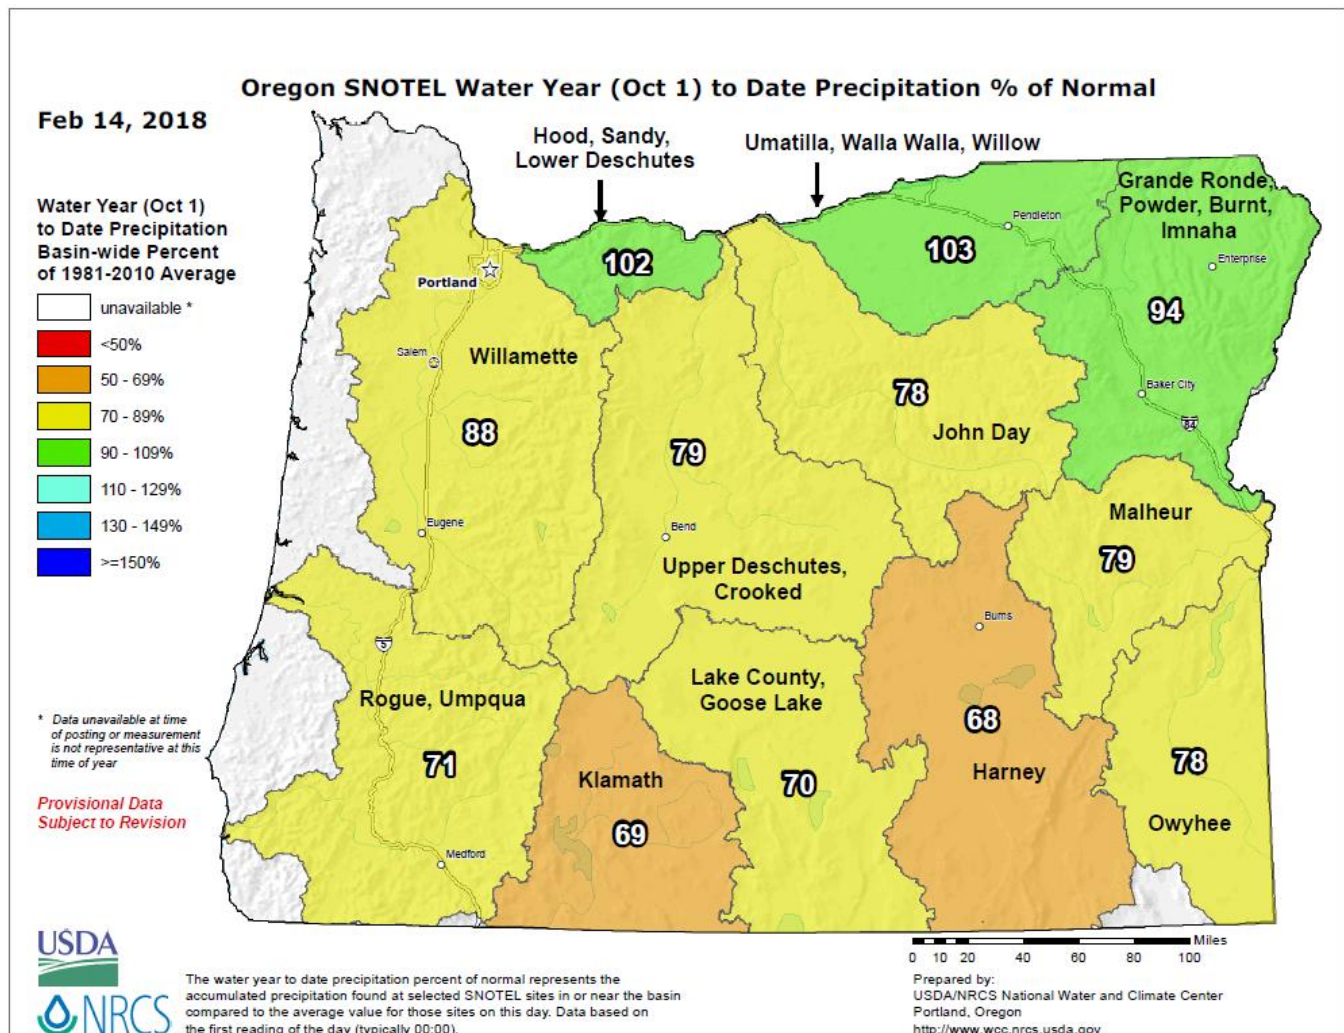 Oregon SNOTEL Water Year (Oct 1) to Date Precipitation % of Normal
Feb 14, 2018
Hood, Sandy,
Lower Deschutes
Umatilla, Walla Walla, Willow
Grande Ronde,
Powder, Burnt,
Imnaha
Water Year (Oct 1)
to Date Precipitation
Basin-wide Percent
of 1981-2010 Average
unavailable *
<50%
50 - 69%
70 - 89%
90 - 109%
110 - 129%
130 - 149%
>=150%
Pendleton
Enterprise
102
103
94
Portland
Salem
Willamette
88
78
John Day
Baker City
84
79
Eugene
Bend
Malheur
79
Upper Deschutes,
Crooked
Burns
5
Rogue, Umpqua
71
Lake County,
Goose Lake
70
68
Harney
Klamath
69
78
Owyhee
Medford
* Data unavailable at time
of posting or measurement
is not representative at this
time of year
Provisional Data
Subject to Revision
Miles
0 10 20 40 60 80 100
USDA
NRCS
The water year to date precipitation percent of normal represents the
accumulated precipitation found at selected SNOTEL sites in or near the basin
compared to the average value for those sites on this day. Data based on
the first reading of the day (typically 00:00).
Prepared by:
USDA/NRCS National Water and Climate Center
Portland, Oregon
http://www.wcc.nrcs.usda.gov